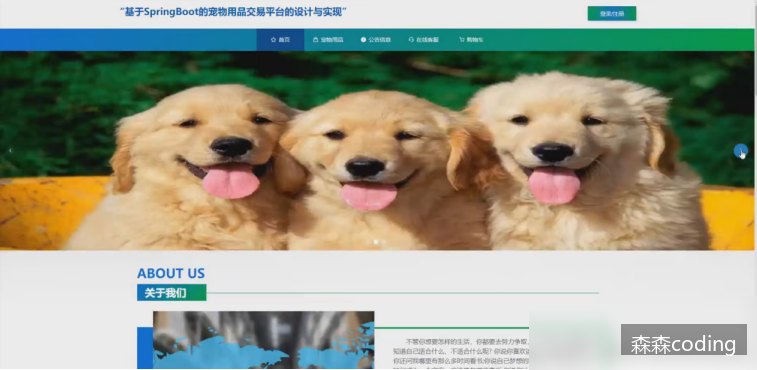 “基于SpringBoot的宠物用品交易平台的设计与实现”
登录/注册
首页
宠物用品
公告信息
在线客服
购物车
ABOUT US
关于我们
不管你想要怎样的生活，你都要去努力争取，
知道自己适合什么、不适合什么呢?你说你喜欢读
你还问我哪里有那么多时间看书;你说自己梦想的
森森coding